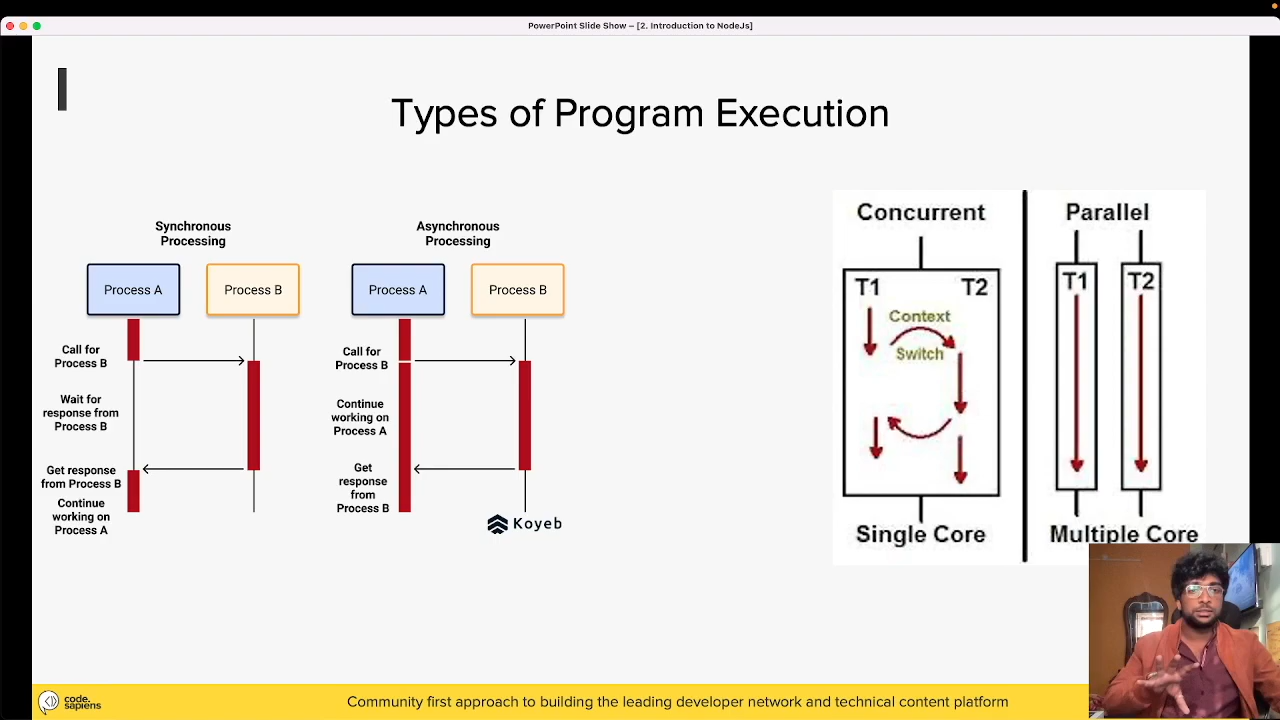 PowerPoint Slide Show – [2. Introduction to NodeJs]
Types of Program Execution
Synchronous
Processing
Process A
Process B
Call for
Process B
Wait for
response from
Process B
Get response
from Process B
Continue
working on
Process A
Asynchronous
Processing
Process A
Process B
Call for
Process B
Continue
working on
Process A
Get
response
from
Process B
Koyeb
Concurrent
T1
T2
Context
Switch
Single Core
Parallel
T1
T2
Multiple Core
code.
sapiens
Community first approach to building the leading developer network and technical content platform